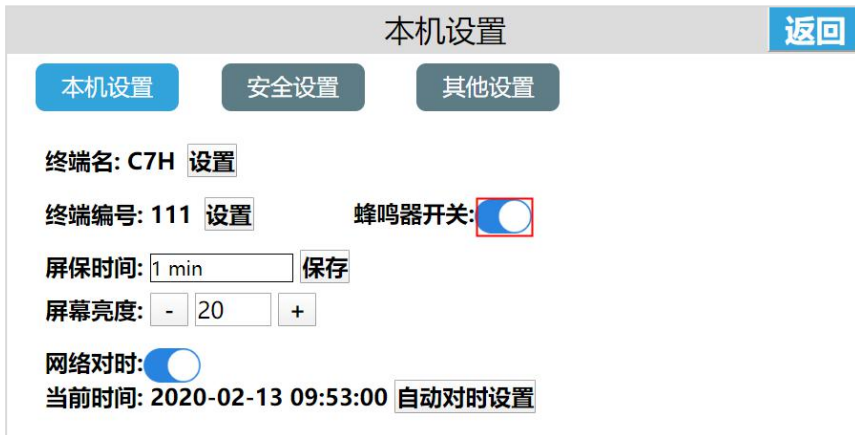 本机设置 返回
本机设置 安全设置 其他设置
终端名: C7H 设置
终端编号: 111 设置 蜂鸣器开关:
屏保时间: 1 min 保存
屏幕亮度: - 20 +
网络对时:
当前时间: 2020-02-13 09:53:00 自动对时设置